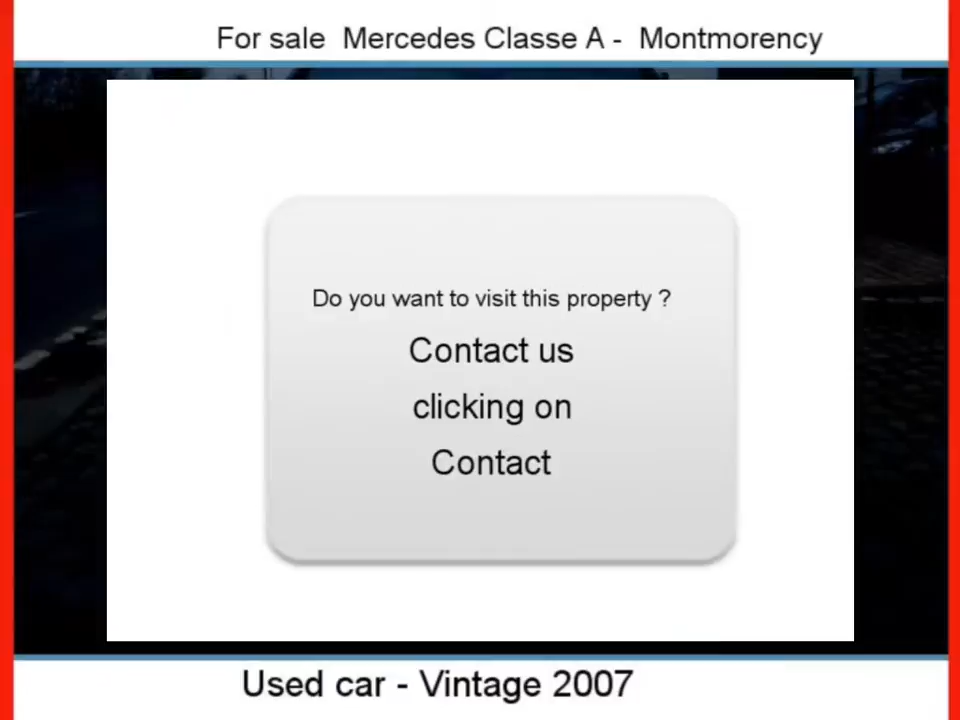 For sale  Mercedes Classe A -  Montmorency
Do you want to visit this property ?
Contact us
clicking on
Contact
Used car - Vintage 2007